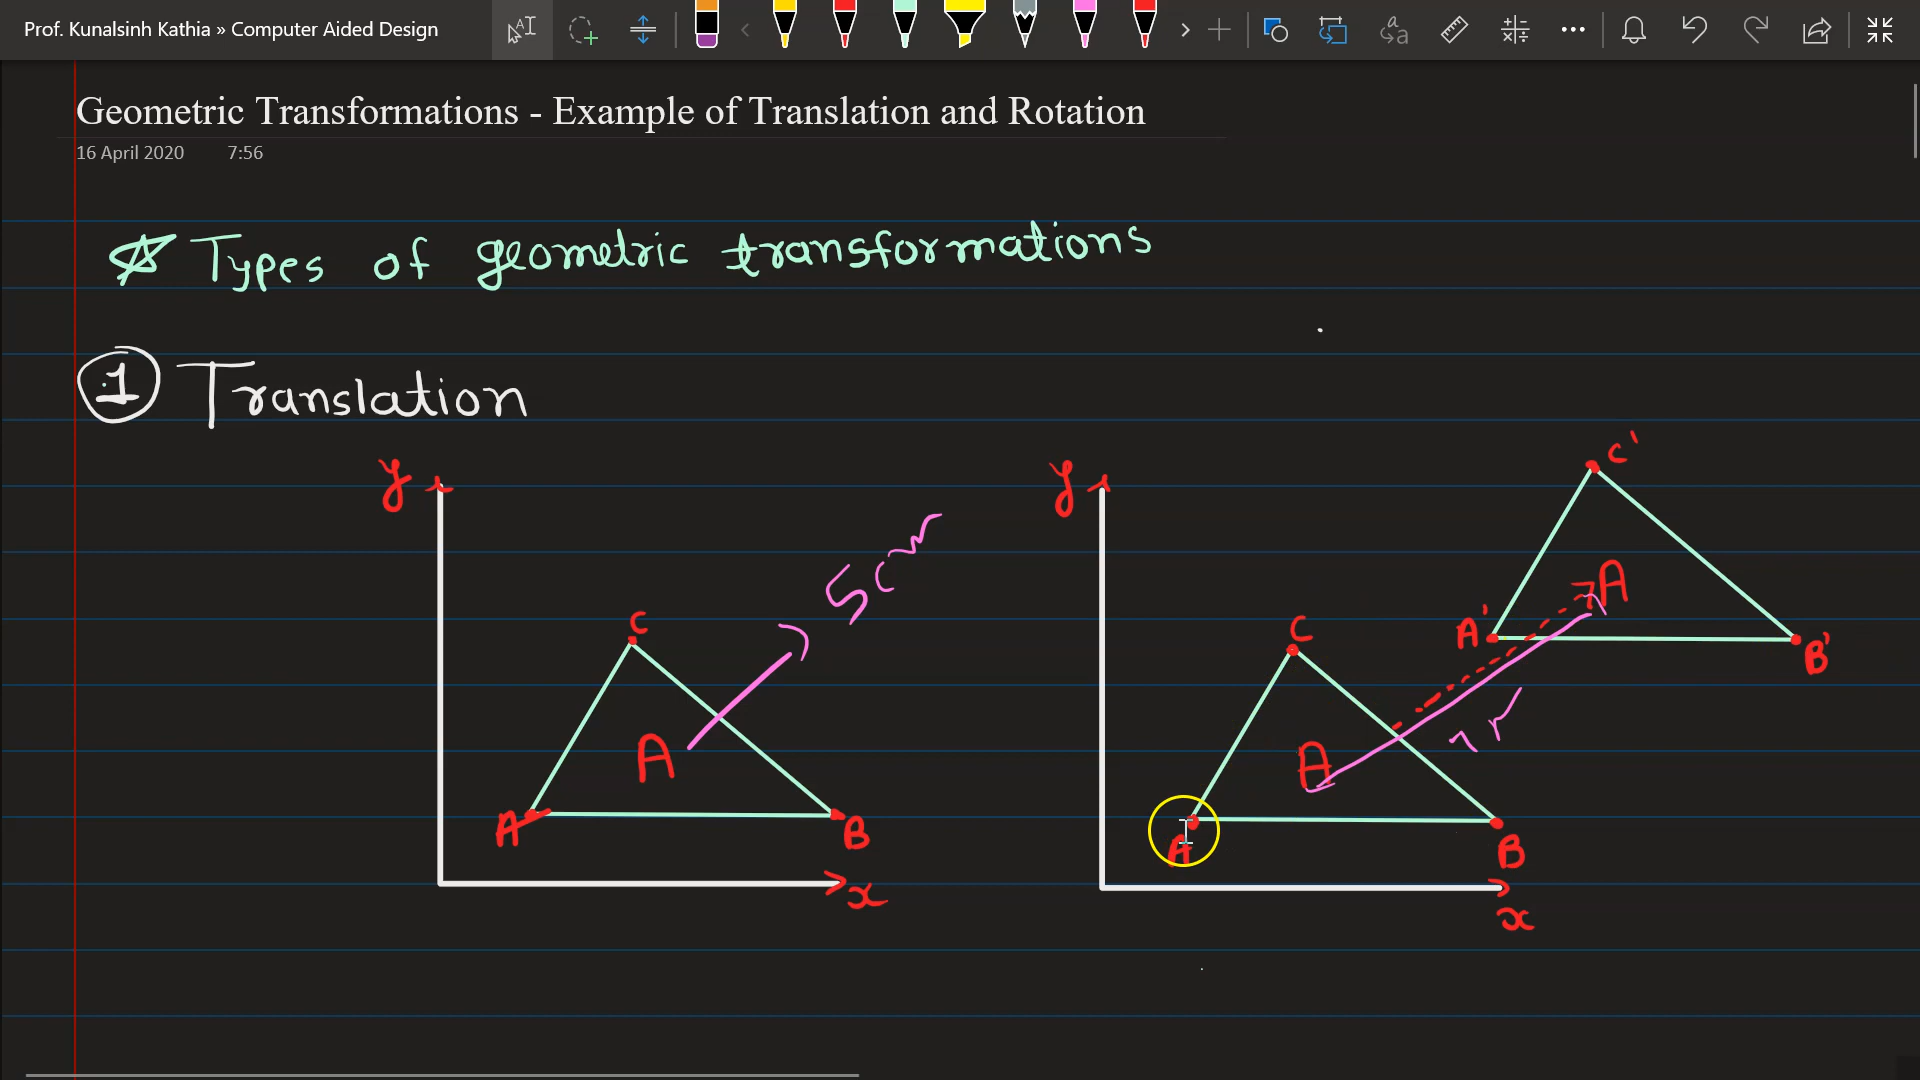 Prof. Kunalsinh Kathia » Computer Aided Design
Geometric Transformations - Example of Translation and Rotation
16 April 2020 7:56
Types of geometric transformations
1 Translation
y
5cm
C
A
A
B
x
y
C'
A
A'
B'
C
A
A
B
x